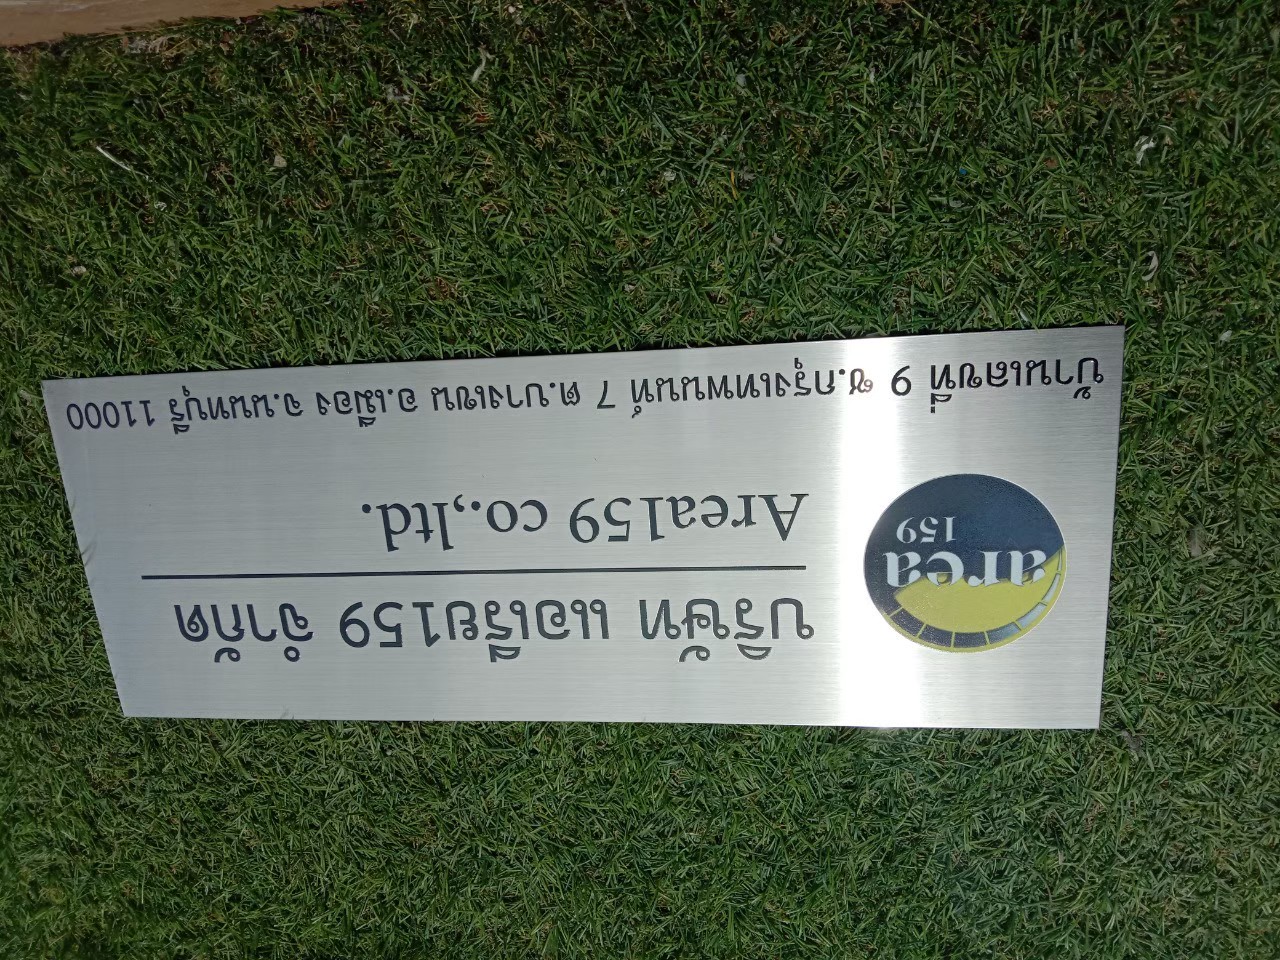 area
159
บริษัท แอเรีย159 จำกัด
Area159 co.,ltd.
บ้านเลขที่ 9 ซ.กรุงเทพนนท์ 7 ต.บางเขน อ.เมือง จ.นนทบุรี 11000